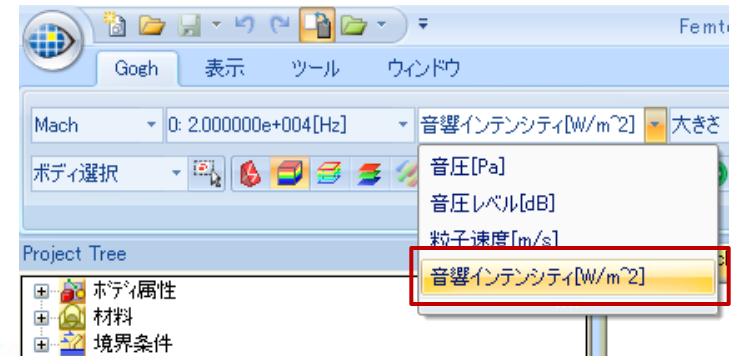 Femt
Gogh 表示 ツール ウィンドウ
Mach 0: 2.000000e+004[Hz] 音響インテンシティ[W/m^2] 大きさ
ボディ選択
音圧[Pa]
音圧レベル[dB]
粒子速度[m/s]
音響インテンシティ[W/m^2]
Project Tree
ボディ属性
材料
境界条件